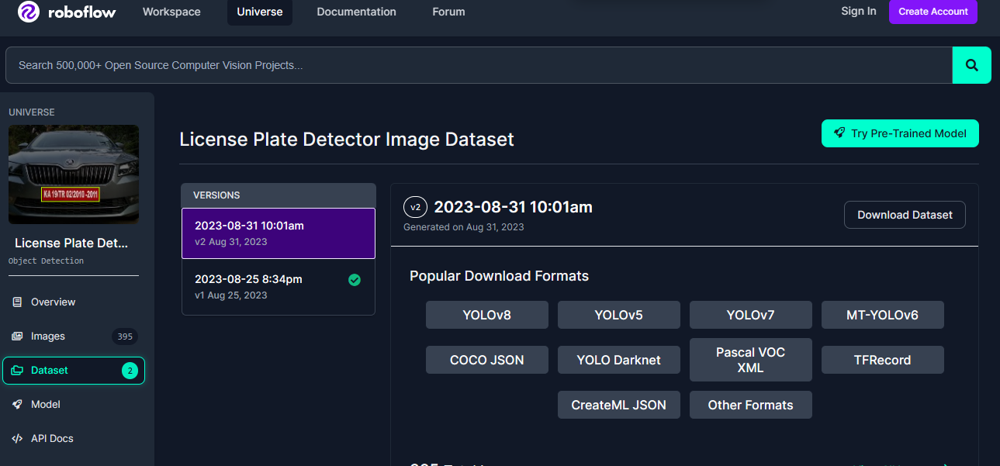 roboflow
Workspace
Universe
Documentation
Forum
Sign In
Create Account
Search 500,000+ Open Source Computer Vision Projects...
UNIVERSE
KA 19/TR 02/2010 -2011
License Plate Det...
Object Detection
Overview
Images 395
Dataset 2
Model
API Docs
License Plate Detector Image Dataset
Try Pre-Trained Model
VERSIONS
2023-08-31 10:01am
v2 Aug 31, 2023
2023-08-25 8:34pm
v1 Aug 25, 2023
v2 2023-08-31 10:01am
Generated on Aug 31, 2023
Download Dataset
Popular Download Formats
YOLOv8
YOLOv5
YOLOv7
MT-YOLOv6
COCO JSON
YOLO Darknet
Pascal VOC
XML
TFRecord
CreateML JSON
Other Formats